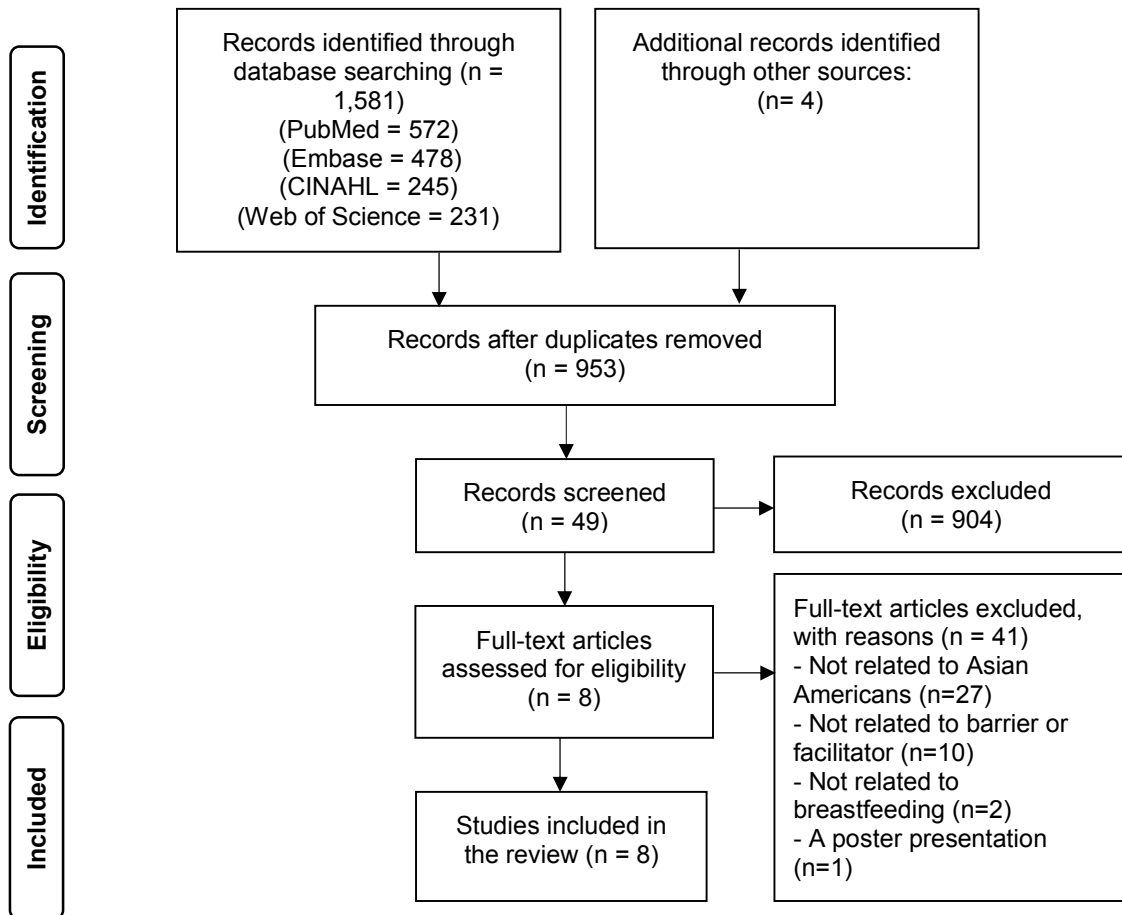 Identification
Records identified through
database searching (n =
1,581)
(PubMed = 572)
(Embase = 478)
(CINAHL = 245)
(Web of Science = 231)
Additional records identified
through other sources:
(n= 4)
Screening
Records after duplicates removed
(n = 953)
Records screened
(n = 49)
Records excluded
(n = 904)
Eligibility
Full-text articles
assessed for eligibility
(n = 8)
Full-text articles excluded,
with reasons (n = 41)
- Not related to Asian
Americans (n=27)
- Not related to barrier or
facilitator (n=10)
- Not related to
breastfeeding (n=2)
- A poster presentation
(n=1)
Included
Studies included in
the review (n = 8)